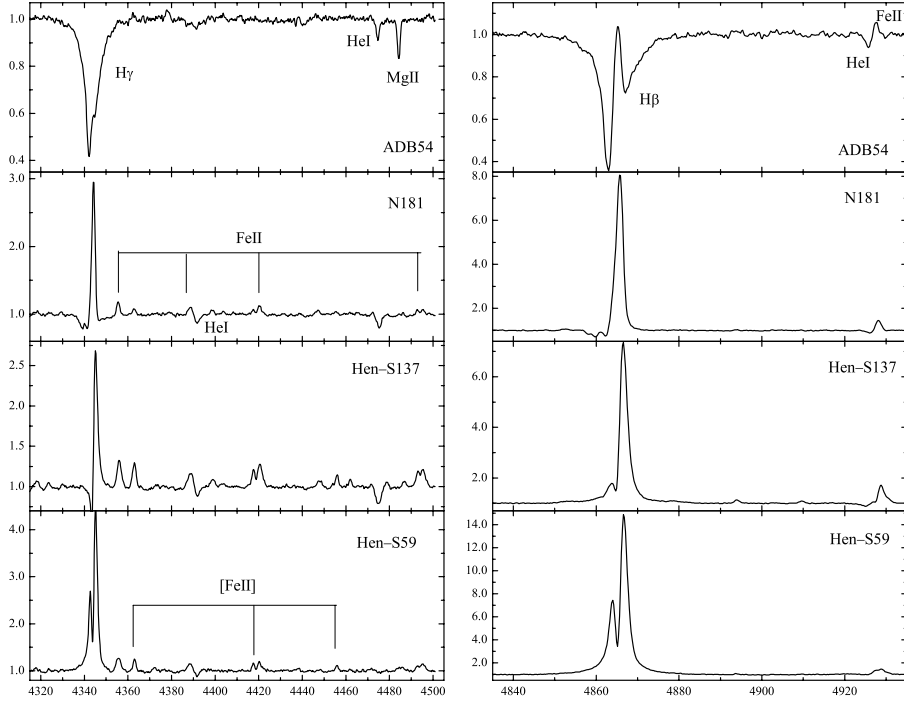 1.0
0.8
0.6
0.4
Hγ
HeI
MgII
ADB54
3.0
2.0
1.0
N181
FeII
HeI
2.5
2.0
1.5
1.0
Hen–S137
4.0
3.0
2.0
1.0
Hen–S59
[FeII]
4320 4340 4360 4380 4400 4420 4440 4460 4480 4500
1.0
0.8
0.6
0.4
FeII
HeI
Hβ
ADB54
8.0
6.0
4.0
2.0
N181
6.0
4.0
2.0
Hen–S137
14.0
12.0
10.0
8.0
6.0
4.0
2.0
Hen–S59
4840 4860 4880 4900 4920